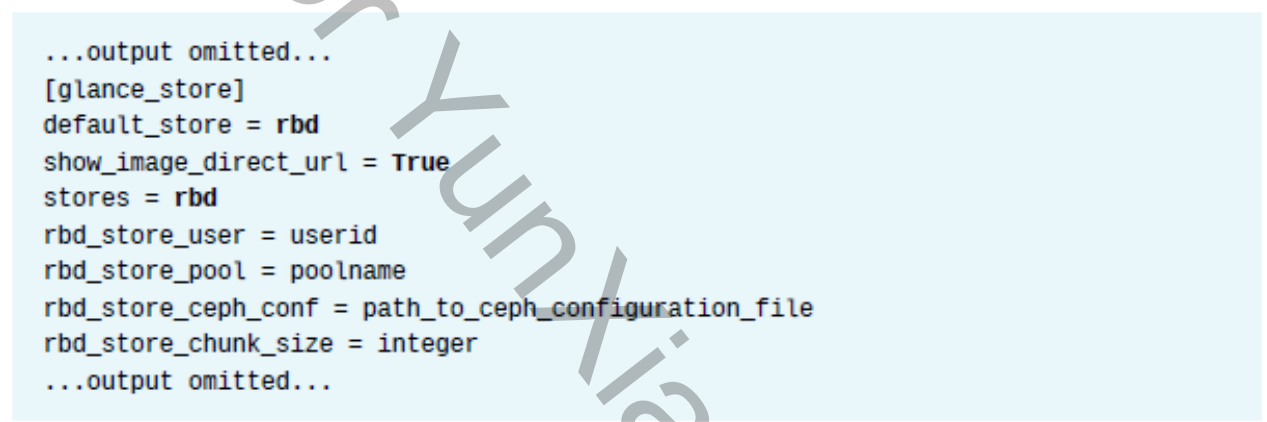 ...output omitted...
[glance_store]
default_store = rbd
show_image_direct_url = True
stores = rbd
rbd_store_user = userid
rbd_store_pool = poolname
rbd_store_ceph_conf = path_to_ceph_configuration_file
rbd_store_chunk_size = integer
...output omitted...